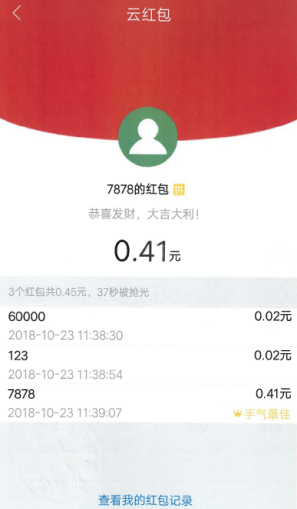 云红包
7878的红包 拼
恭喜发财，大吉大利！
0.41元
3个红包共0.45元，37秒被抢光
60000 0.02元
2018-10-23 11:38:30
123 0.02元
2018-10-23 11:38:54
7878 0.41元
2018-10-23 11:39:07 手气最佳
查看我的红包记录